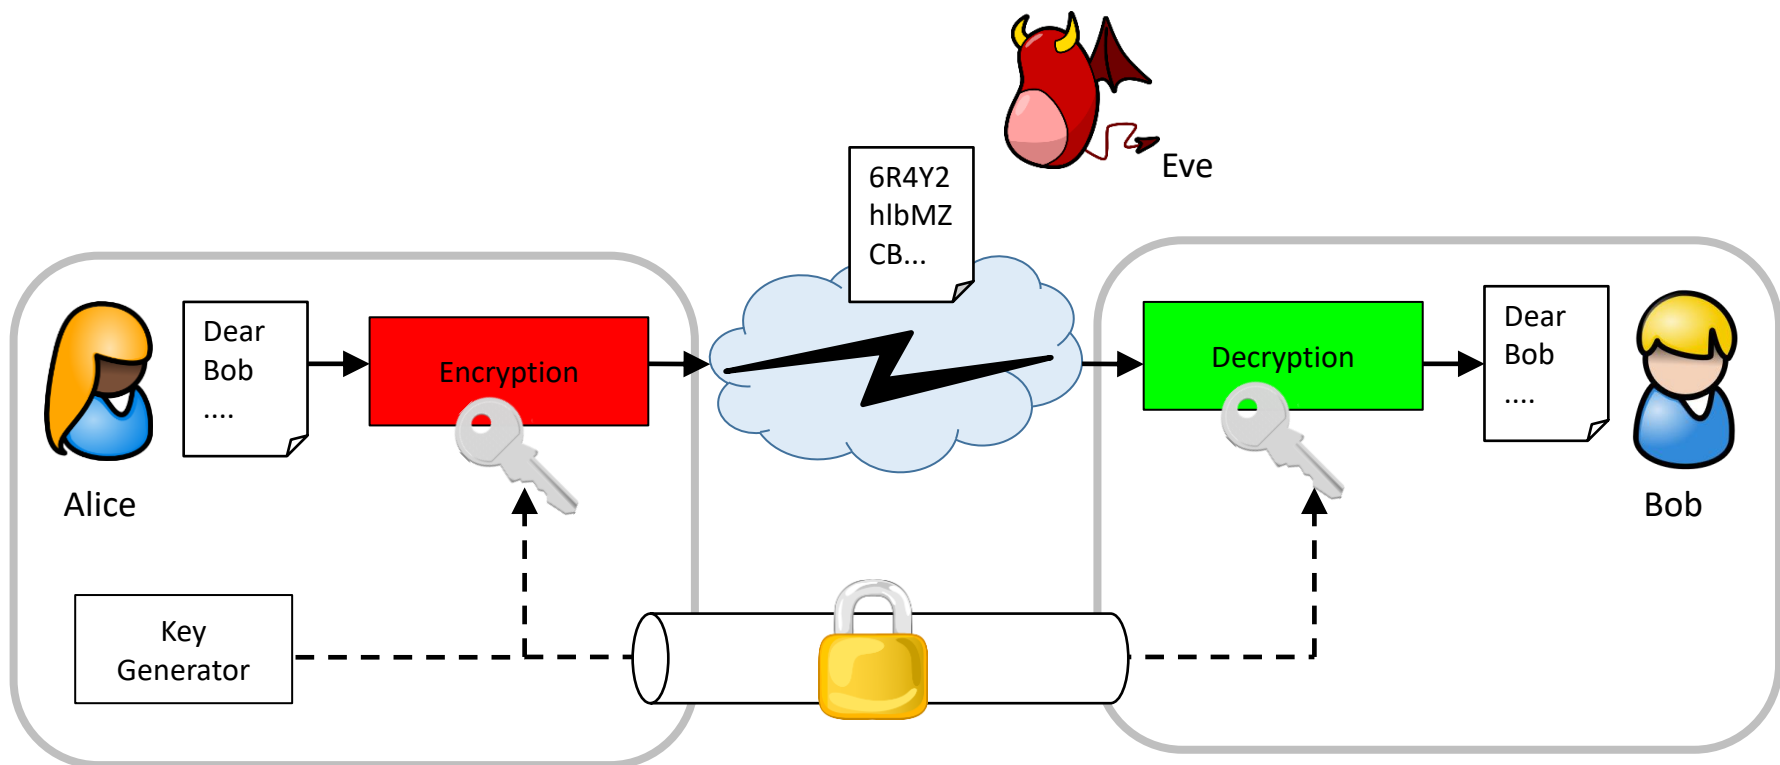 Eve
6R4Y2
hlbMZ
CB...
Dear
Bob
....
Encryption
Decryption
Dear
Bob
....
Alice
Bob
Key
Generator